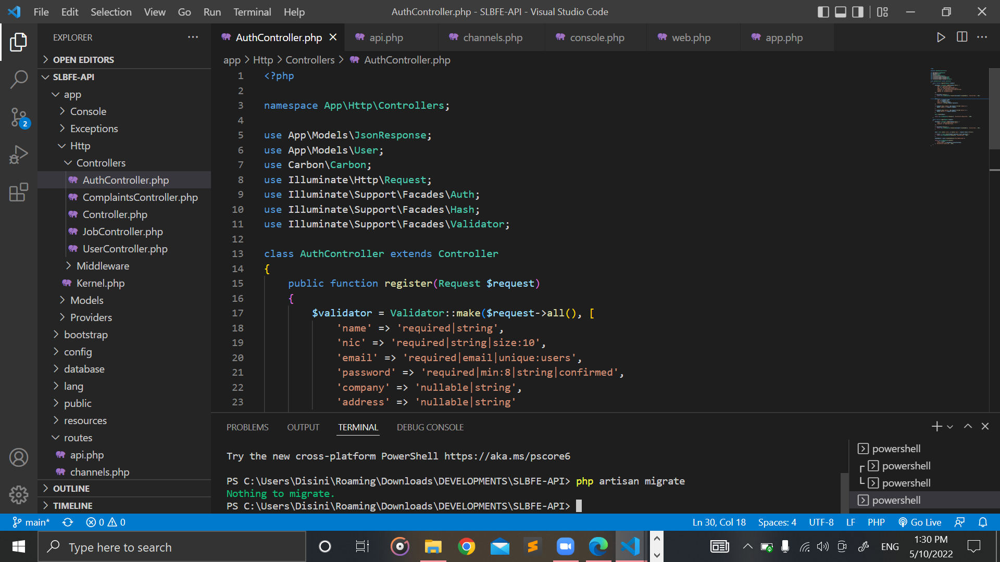 File Edit Selection View Go Run Terminal Help
AuthController.php - SLBFE-API - Visual Studio Code
EXPLORER
OPEN EDITORS
SLBFE-API
app
Console
Exceptions
Http
Controllers
AuthController.php
ComplaintsController.php
Controller.php
JobController.php
UserController.php
Middleware
Kernel.php
Models
Providers
bootstrap
config
database
lang
public
resources
routes
api.php
channels.php
OUTLINE
TIMELINE
2
AuthController.php api.php channels.php console.php web.php app.php
app > Http > Controllers > AuthController.php
1 <?php
2
3 namespace App\Http\Controllers;
4
5 use App\Models\JsonResponse;
6 use App\Models\User;
7 use Carbon\Carbon;
8 use Illuminate\Http\Request;
9 use Illuminate\Support\Facades\Auth;
10 use Illuminate\Support\Facades\Hash;
11 use Illuminate\Support\Facades\Validator;
12
13 class AuthController extends Controller
14 {
15 public function register(Request $request)
16 {
17 $validator = Validator::make($request->all(), [
18 'name' => 'required|string',
19 'nic' => 'required|string|size:10',
20 'email' => 'required|email|unique:users',
21 'password' => 'required|min:8|string|confirmed',
22 'company' => 'nullable|string',
23 'address' => 'nullable|string'
PROBLEMS OUTPUT TERMINAL DEBUG CONSOLE
Try the new cross-platform PowerShell https://aka.ms/pscore6
PS C:\Users\Disini\Roaming\Downloads\DEVELOPMENTS\SLBFE-API> php artisan migrate
Nothing to migrate.
PS C:\Users\Disini\Roaming\Downloads\DEVELOPMENTS\SLBFE-API>
powershell
powershell
powershell
powershell
main* 0 0 Ln 30, Col 18 Spaces: 4 UTF-8 LF PHP Go Live
Type here to search
ENG
1:30 PM
5/10/2022